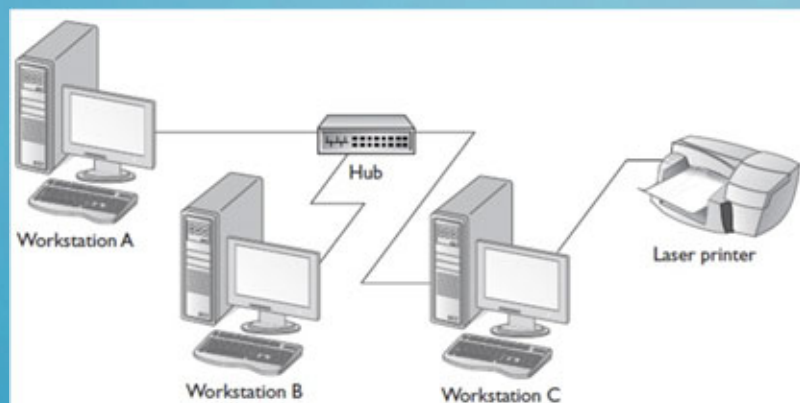 Workstation A
Hub
Workstation B
Workstation C
Laser printer